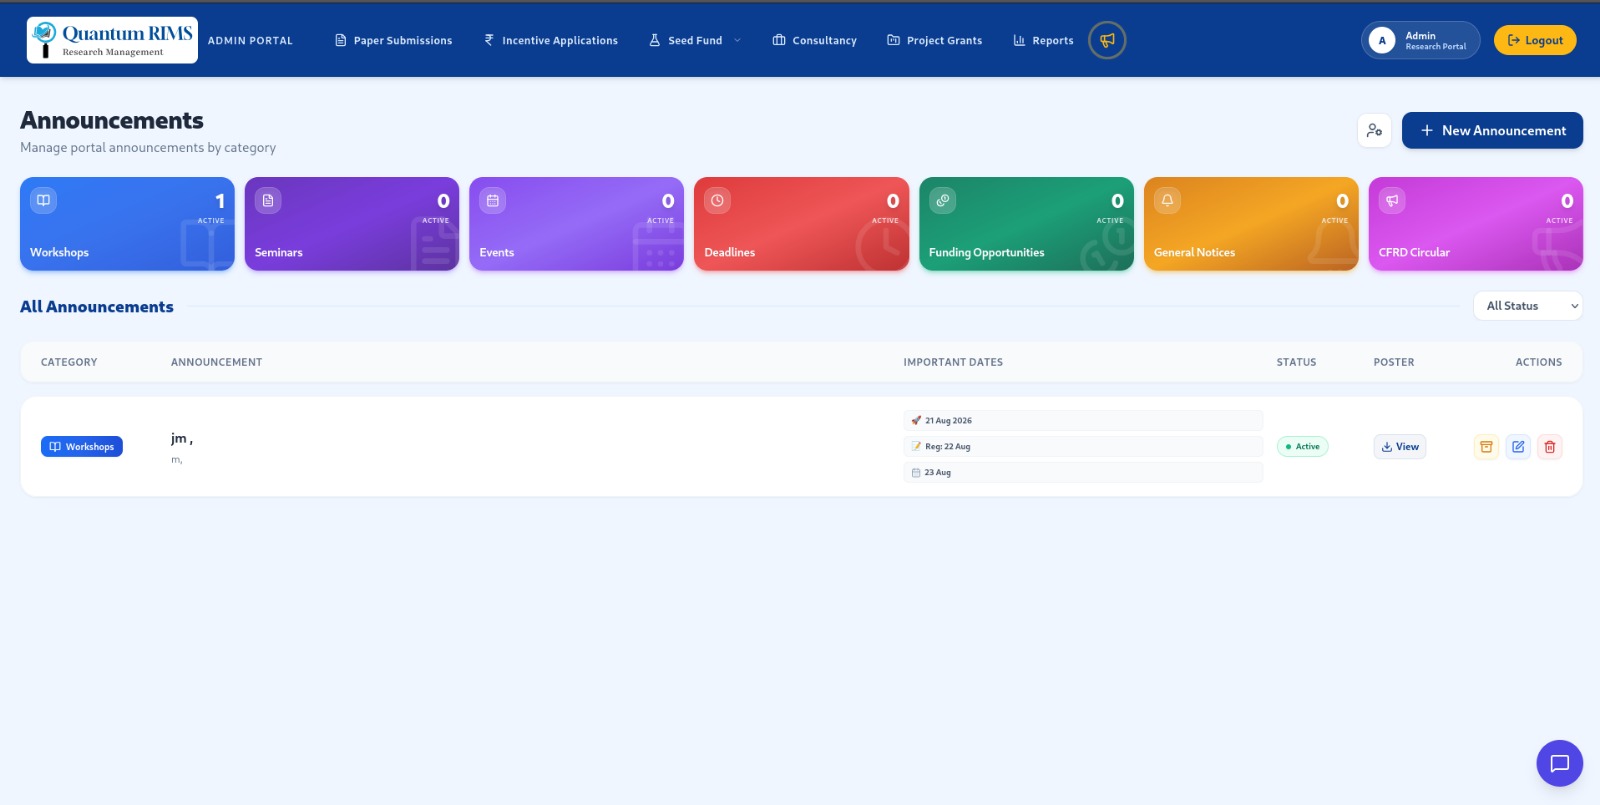 Quantum RIMS
Research Management
ADMIN PORTAL
Paper Submissions
Incentive Applications
Seed Fund
Consultancy
Project Grants
Reports
A
Admin
Research Portal
Logout
Announcements
Manage portal announcements by category
New Announcement
1
ACTIVE
Workshops
0
ACTIVE
Seminars
0
ACTIVE
Events
0
ACTIVE
Deadlines
0
ACTIVE
Funding Opportunities
0
ACTIVE
General Notices
0
ACTIVE
CFRD Circular
All Announcements
All Status
CATEGORY ANNOUNCEMENT IMPORTANT DATES STATUS POSTER ACTIONS
Workshops
jm ,
m,
21 Aug 2026
Reg: 22 Aug
23 Aug
Active
View